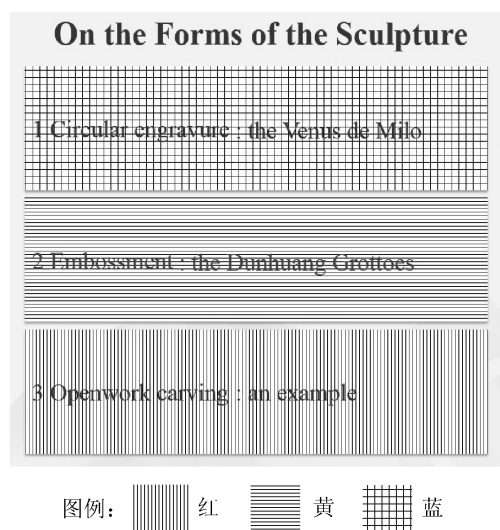 On the Forms of the Sculpture
1 Circular engravure : the Venus de Milo
2 Embossment : the Dunhuang Grottoes
3 Openwork carving : an example
图例： 红 黄 蓝